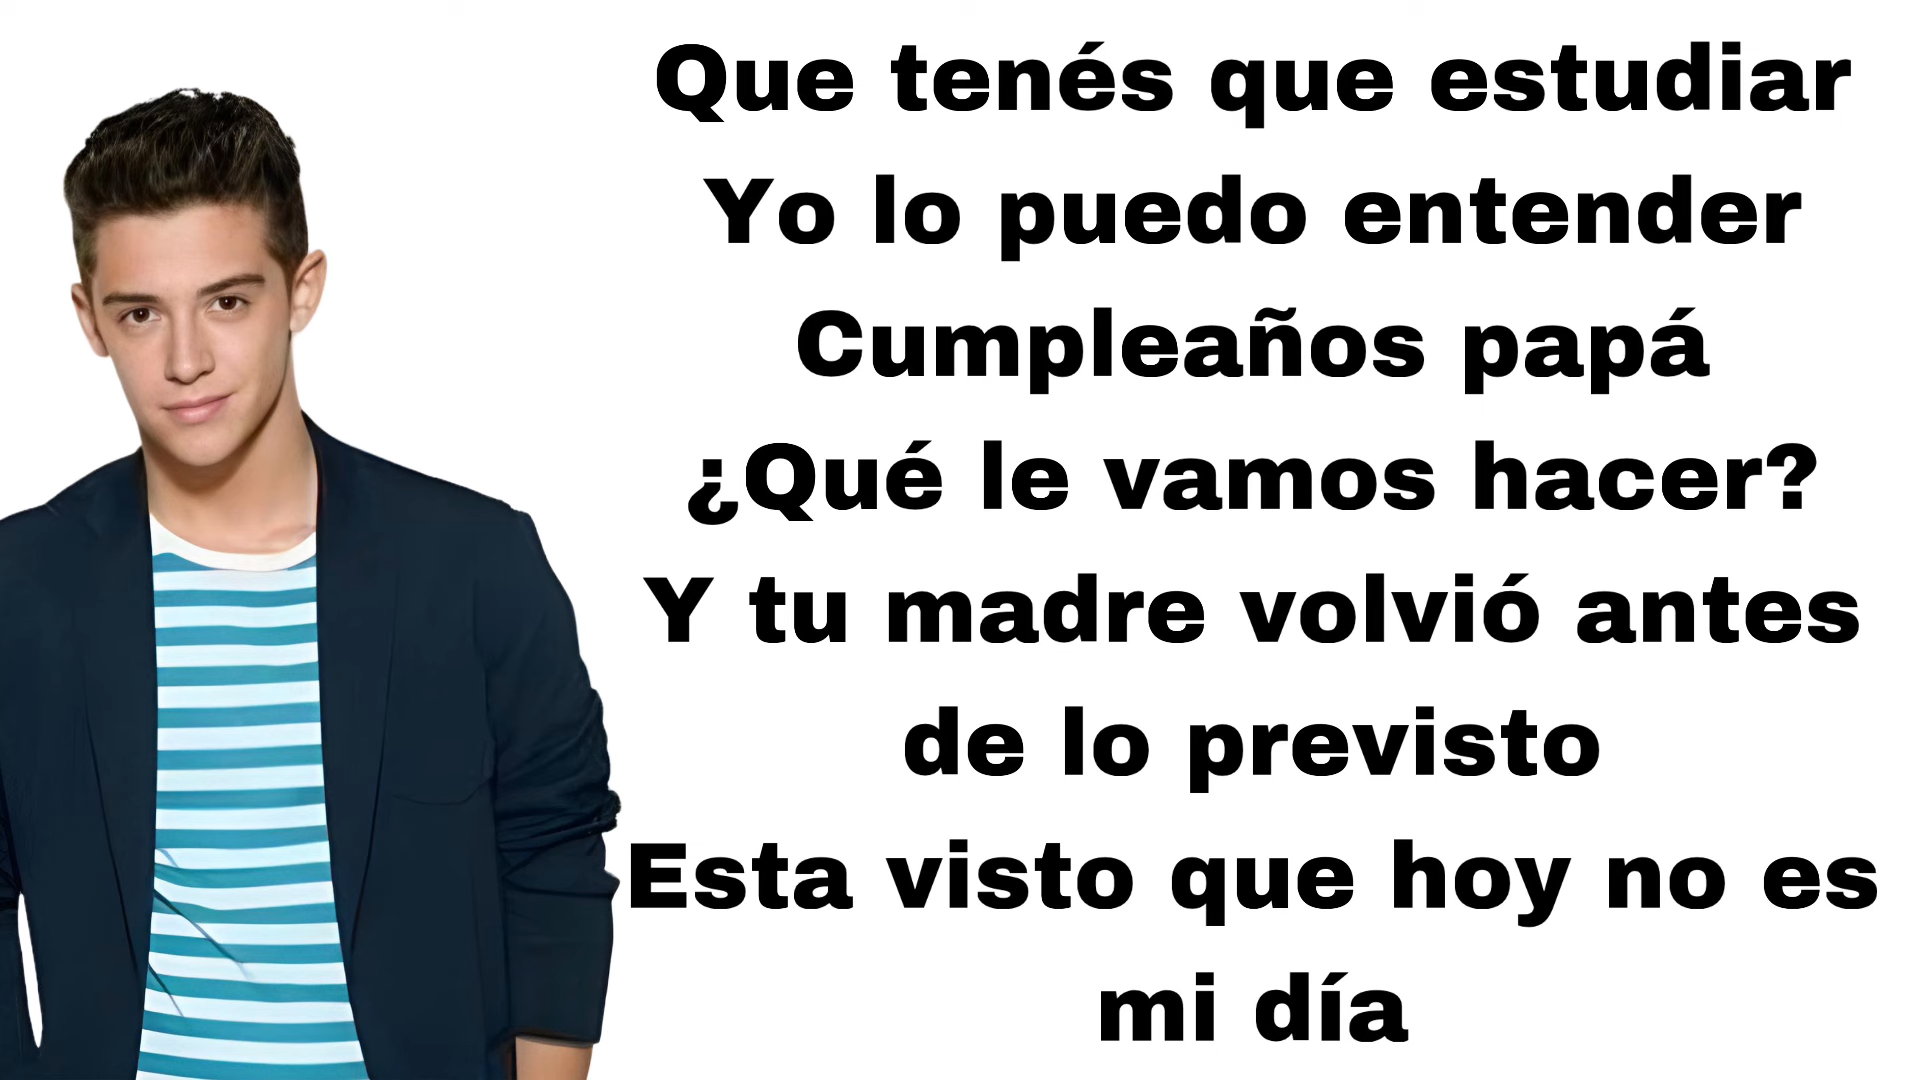 Que tenés que estudiar
Yo lo puedo entender
Cumpleaños papá
¿Qué le vamos hacer?
Y tu madre volvió antes
de lo previsto
Esta visto que hoy no es
mi día